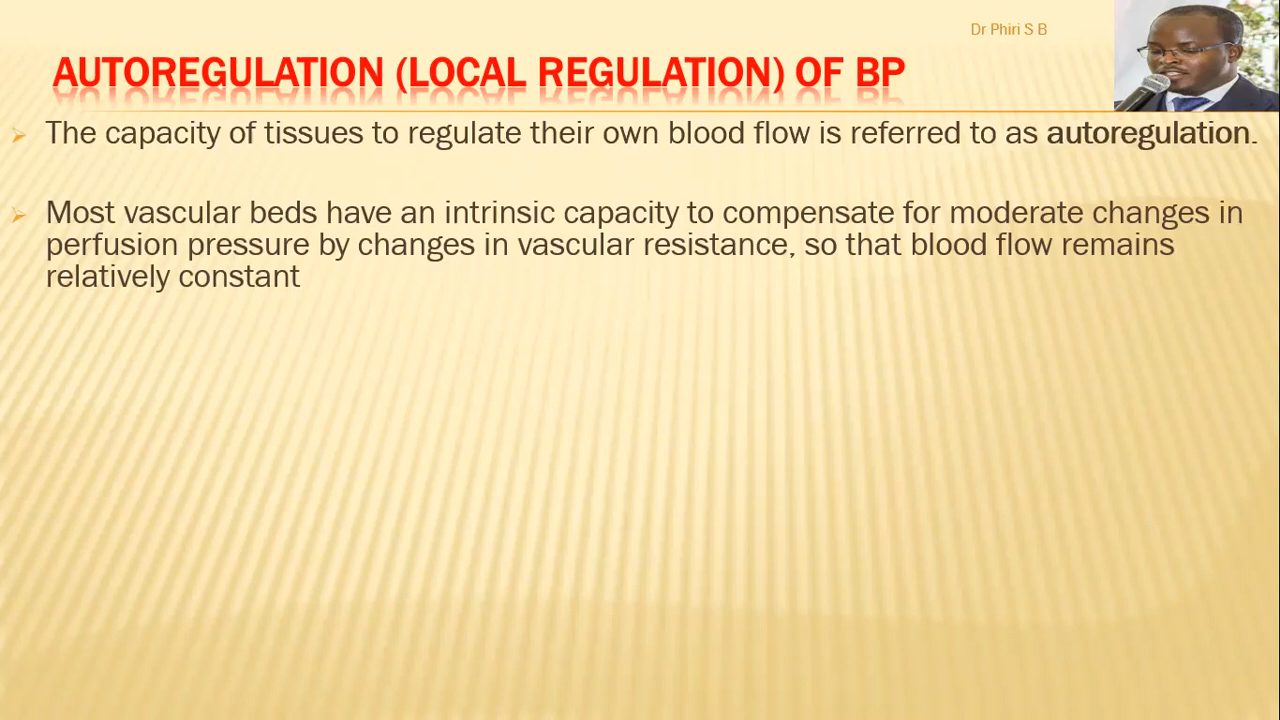 Dr Phiri S B
AUTOREGULATION (LOCAL REGULATION) OF BP
The capacity of tissues to regulate their own blood flow is referred to as autoregulation.
Most vascular beds have an intrinsic capacity to compensate for moderate changes in
perfusion pressure by changes in vascular resistance, so that blood flow remains
relatively constant